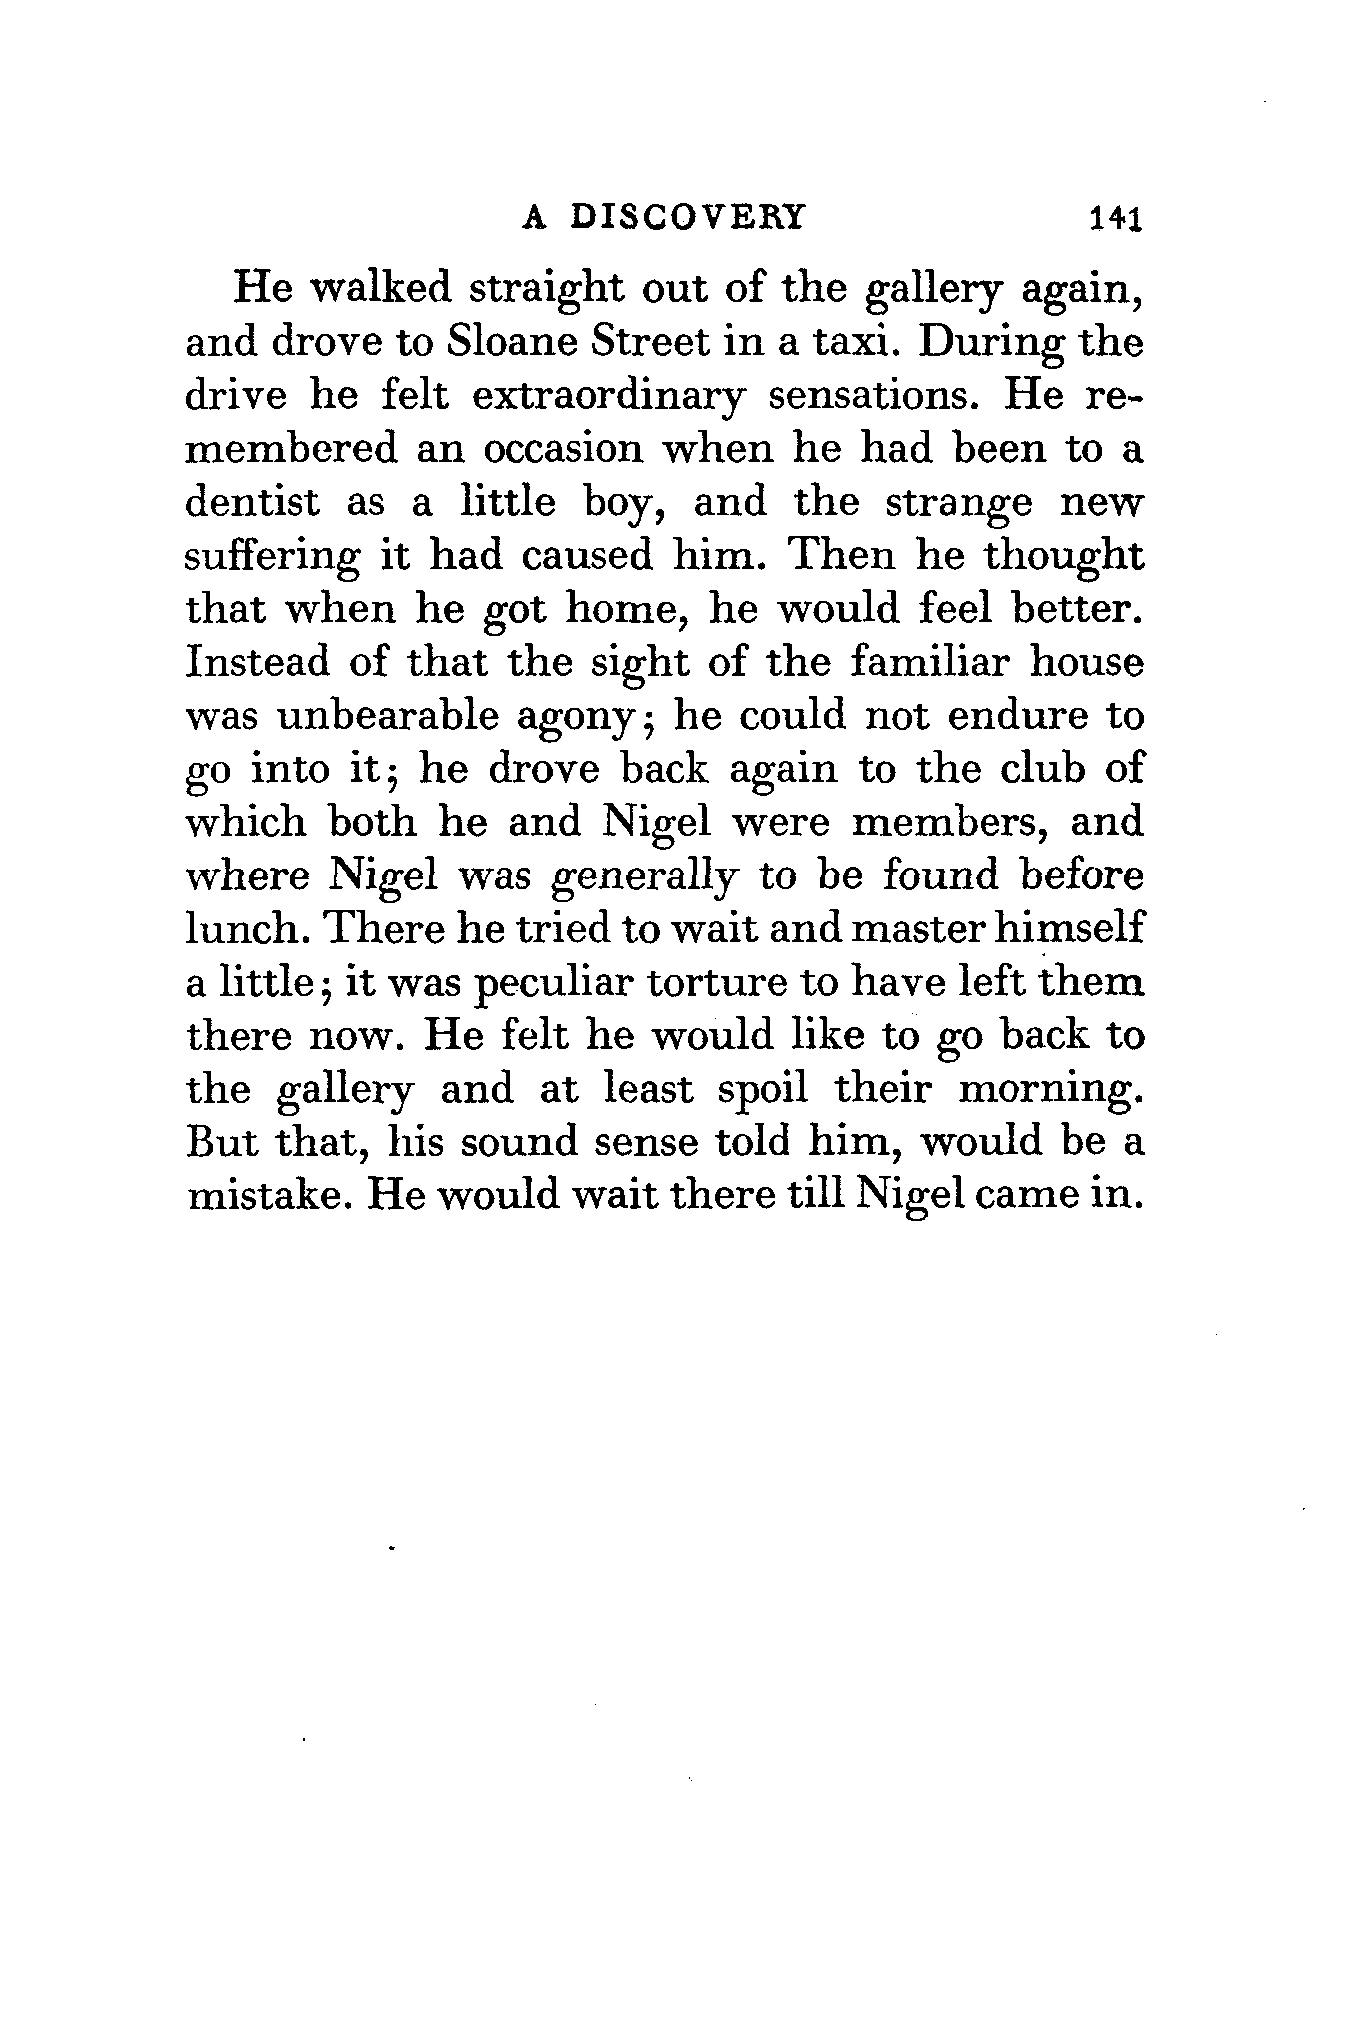 A DISCOVERY 141
He walked straight out of the gallery again,
and drove to Sloane Street in a taxi. During the
drive he felt extraordinary sensations. He re-
membered an occasion when he had been to a
dentist as a little boy, and the strange new
suffering it had caused him. Then he thought
that when he got home, he would feel better.
Instead of that the sight of the familiar house
was unbearable agony; he could not endure to
go into it; he drove back again to the club of
which both he and Nigel were members, and
where Nigel was generally to be found before
lunch. There he tried to wait and master himself
a little; it was peculiar torture to have left them
there now. He felt he would like to go back to
the gallery and at least spoil their morning.
But that, his sound sense told him, would be a
mistake. He would wait there till Nigel came in.